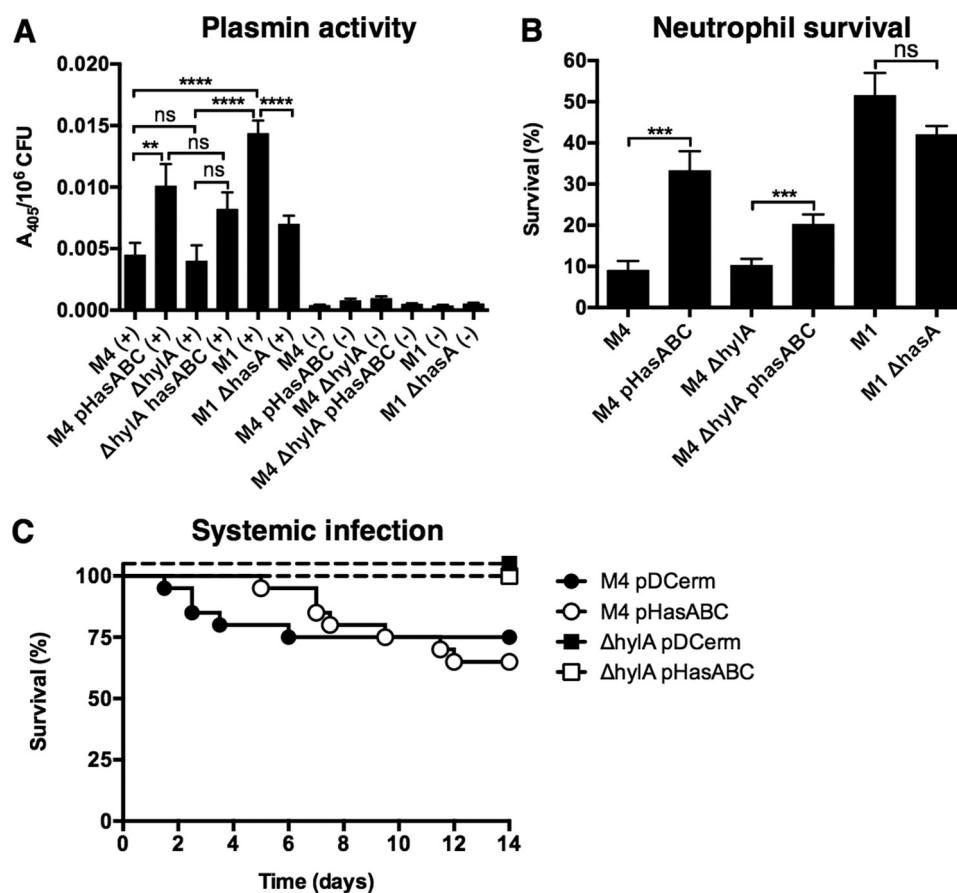 A Plasmin activity
A405/10⁶ CFU
0.020
0.015
0.010
0.005
0.000
**** 
**** ****
ns
ns
**
ns
M4 (+)
M4 pHasABC (+)
ΔhylA (+)
ΔhylA hasABC (+)
M1 (+)
M1 ΔhasA (+)
M4 (-)
M4 pHasABC (-)
M4 ΔhylA (-)
M4 ΔhylA pHasABC (-)
M1 (-)
M1 ΔhasA (-)
B Neutrophil survival
Survival (%)
60
50
40
30
20
10
0
ns
***
***
M4
M4 pHasABC
M4 ΔhylA
M4 ΔhylA phasABC
M1
M1 ΔhasA
C Systemic infection
Survival (%)
100
75
50
25
0
0 2 4 6 8 10 12 14
Time (days)
M4 pDCerm
M4 pHasABC
ΔhylA pDCerm
ΔhylA pHasABC